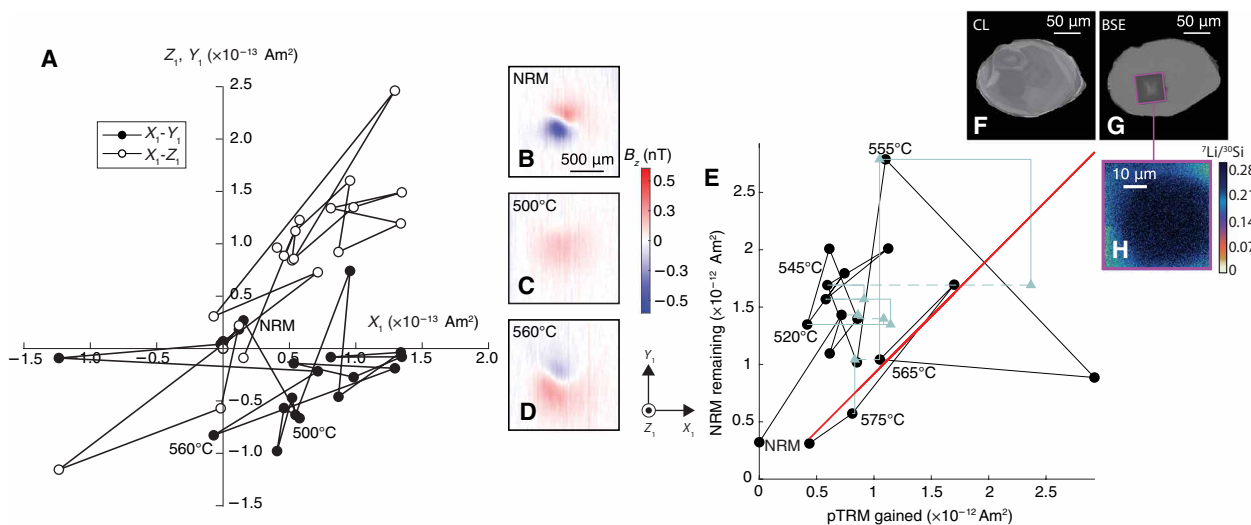 A
Z₁, Y₁ (×10⁻¹³ Am²)
2.5
2.0
1.5
1.0
0.5
X₁-Y₁
X₁-Z₁
NRM
X₁ (×10⁻¹³ Am²)
−1.5
−1.0
−0.5
0.5
1.0
1.5
2.0
−0.5
560°C
500°C
−1.0
−1.5
NRM
B
500 µm
500°C
C
560°C
D
B_z (nT)
0.5
0.3
0
−0.3
−0.5
Y₁
Z₁
X₁
E
NRM remaining (×10⁻¹² Am²)
2.5
2
1.5
1
0.5
0
555°C
545°C
520°C
565°C
575°C
NRM
0
0.5
1
1.5
2
2.5
pTRM gained (×10⁻¹² Am²)
CL
50 µm
F
BSE
50 µm
G
⁷Li/³⁰Si
10 µm
H
0.28
0.21
0.14
0.07
0